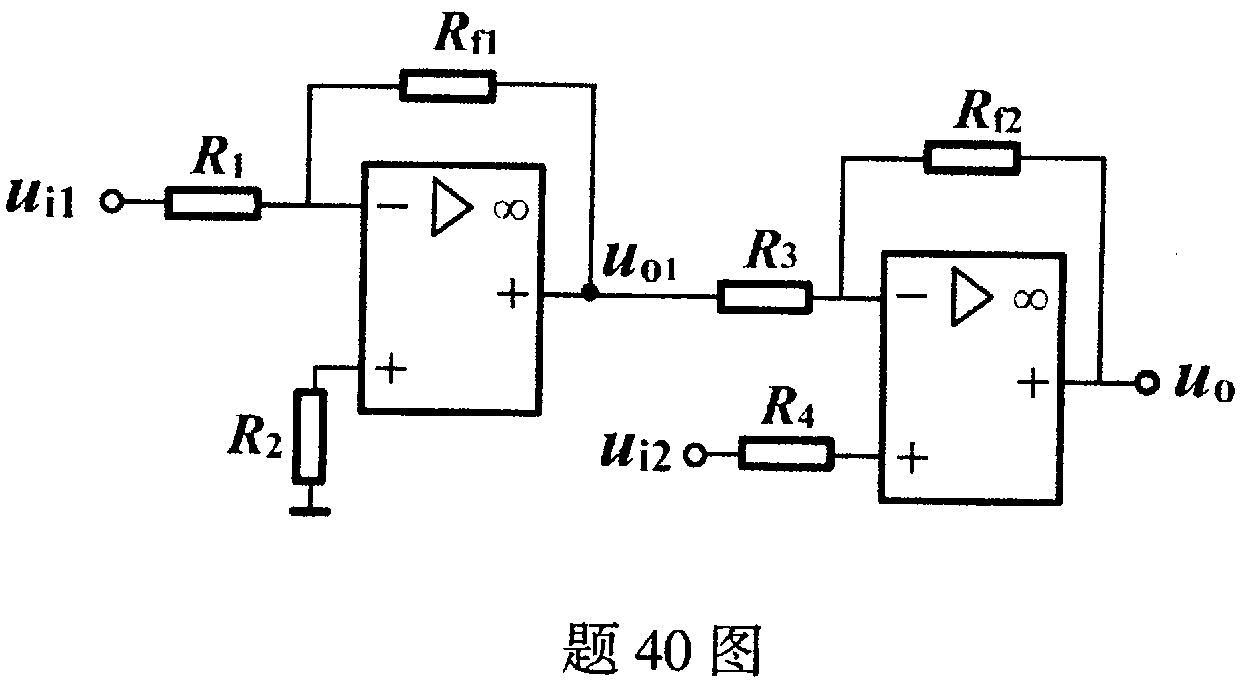 Rf1
Rf2
R1
ui1
− ▷ ∞
uo1
R3
+
− ▷ ∞
+
+
uo
R2
R4
ui2
+
题 40 图